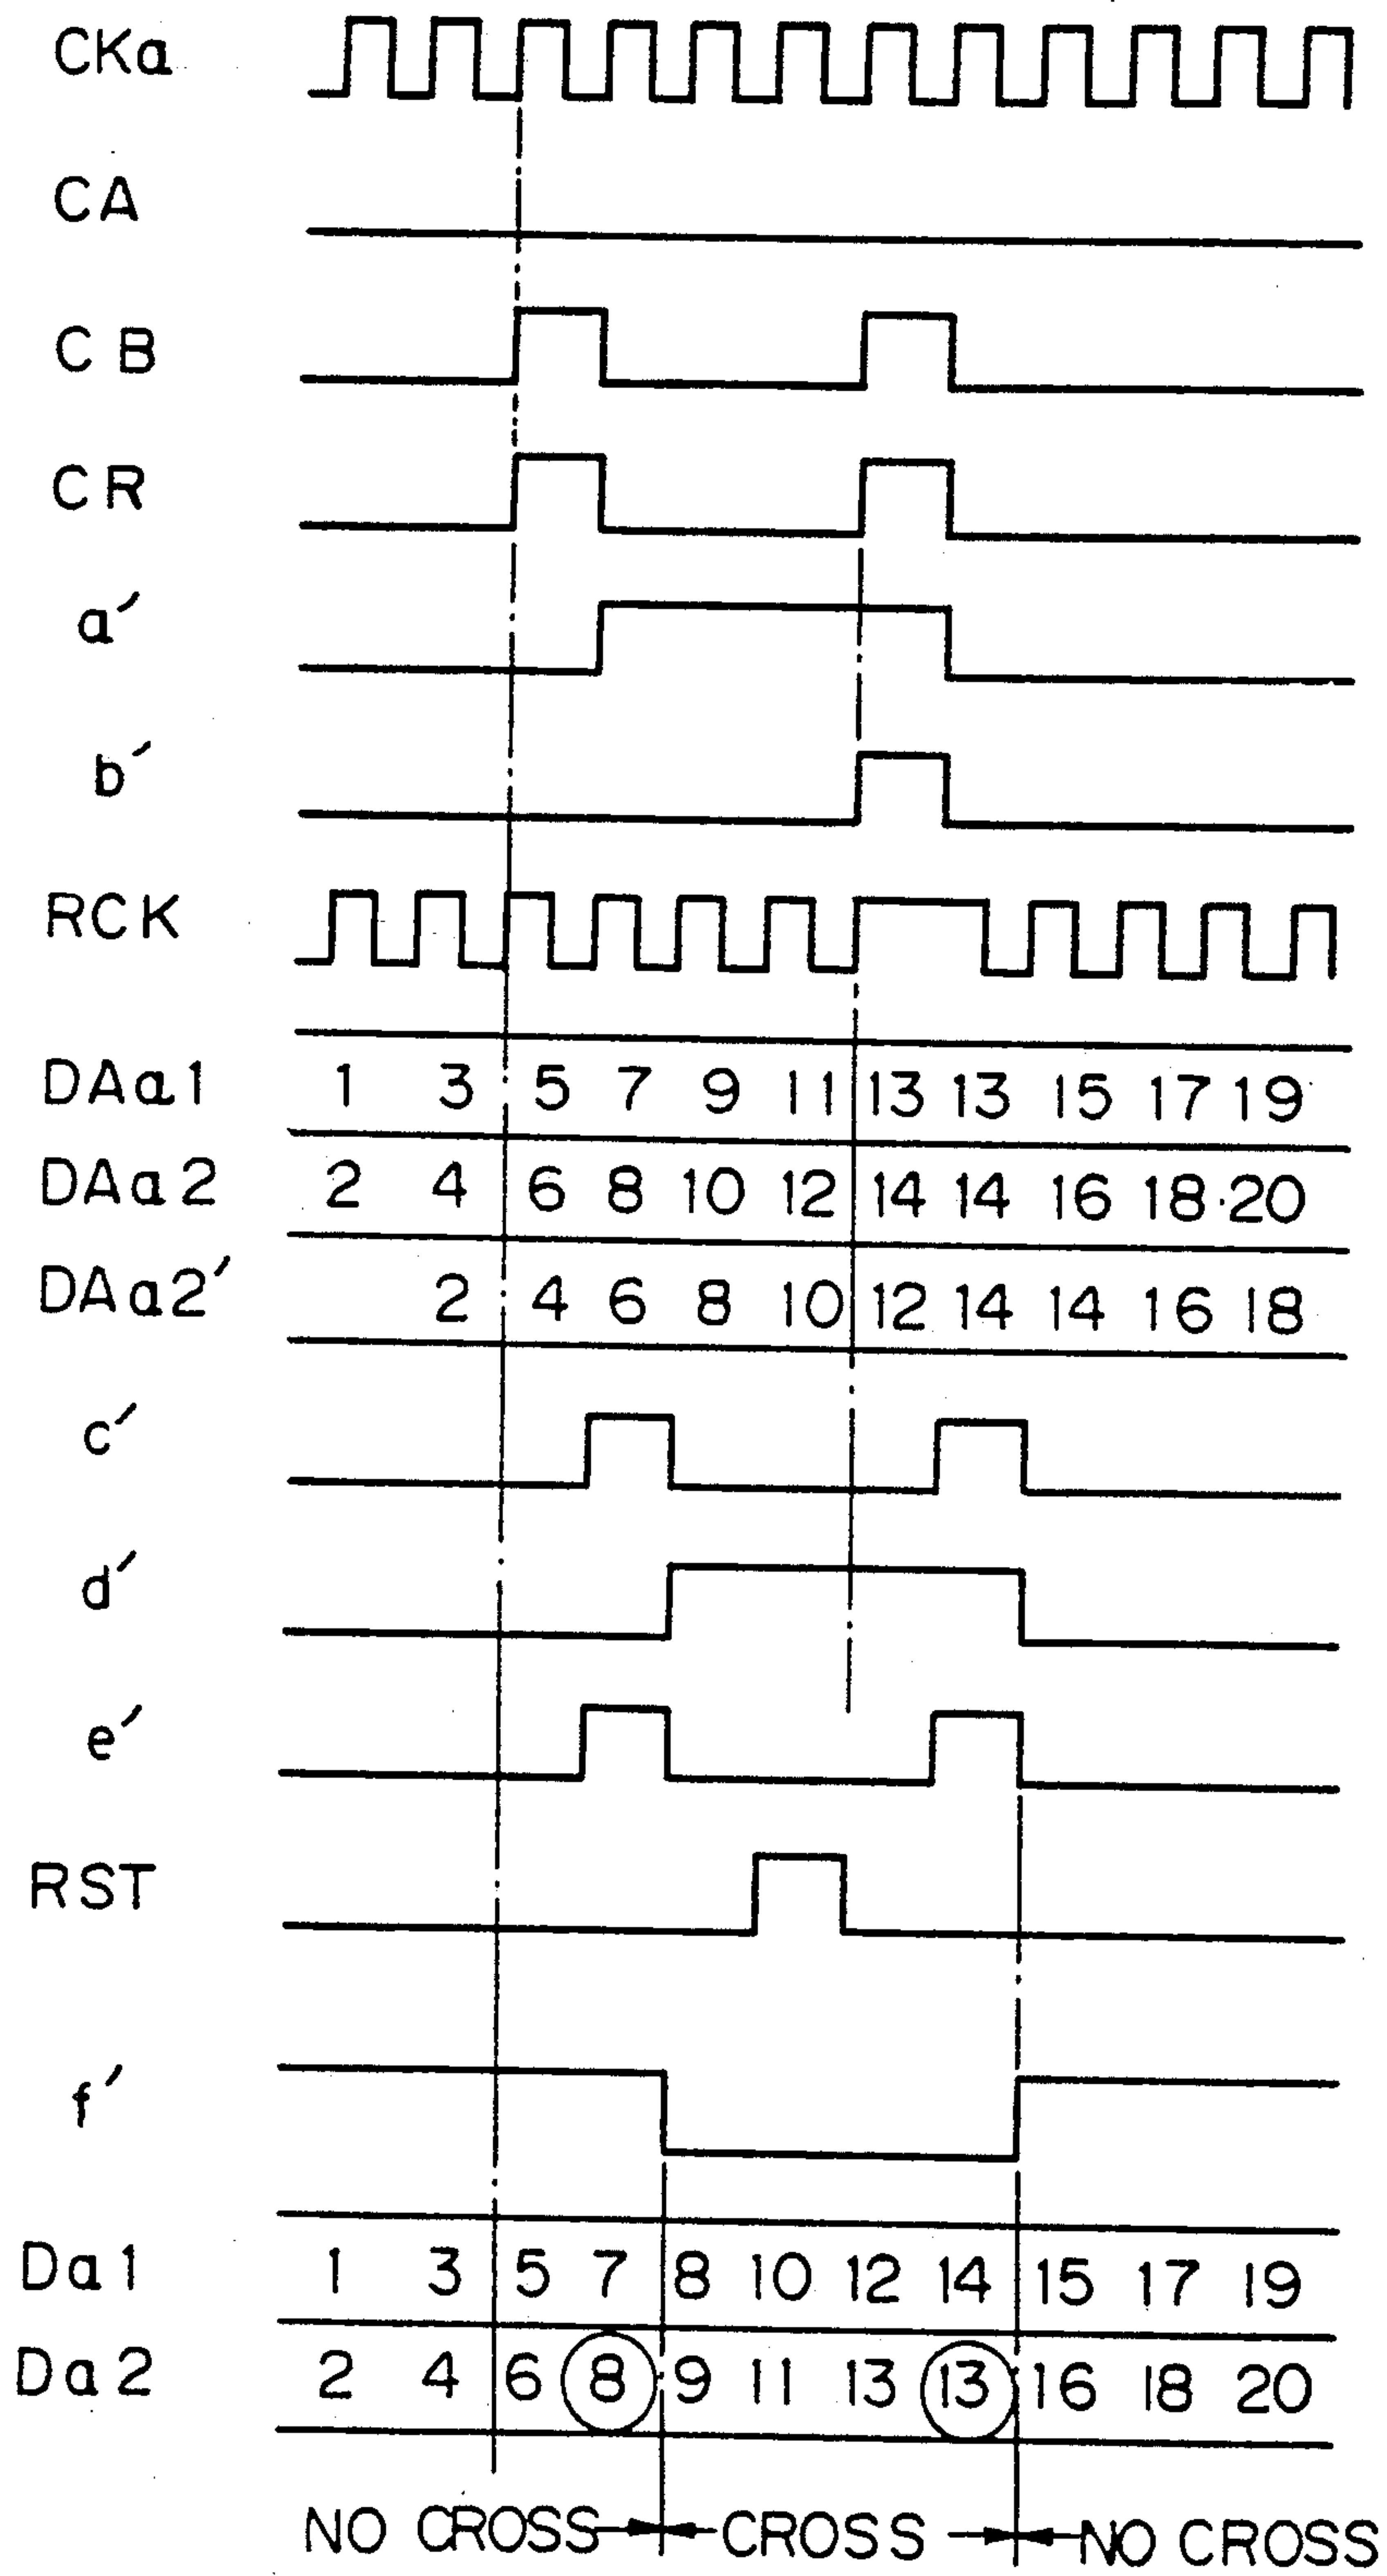 CKa
CA
CB
CR
a′
b′
RCK
DAa1 1 3 5 7 9 11 13 13 15 17 19
DAa2 2 4 6 8 10 12 14 14 16 18 20
DAa2′ 2 4 6 8 10 12 14 14 16 18
c′
d′
e′
RST
f′
Da1 1 3 5 7 8 10 12 14 15 17 19
Da2 2 4 6 8 9 11 13 13 16 18 20
NO CROSS CROSS NO CROSS